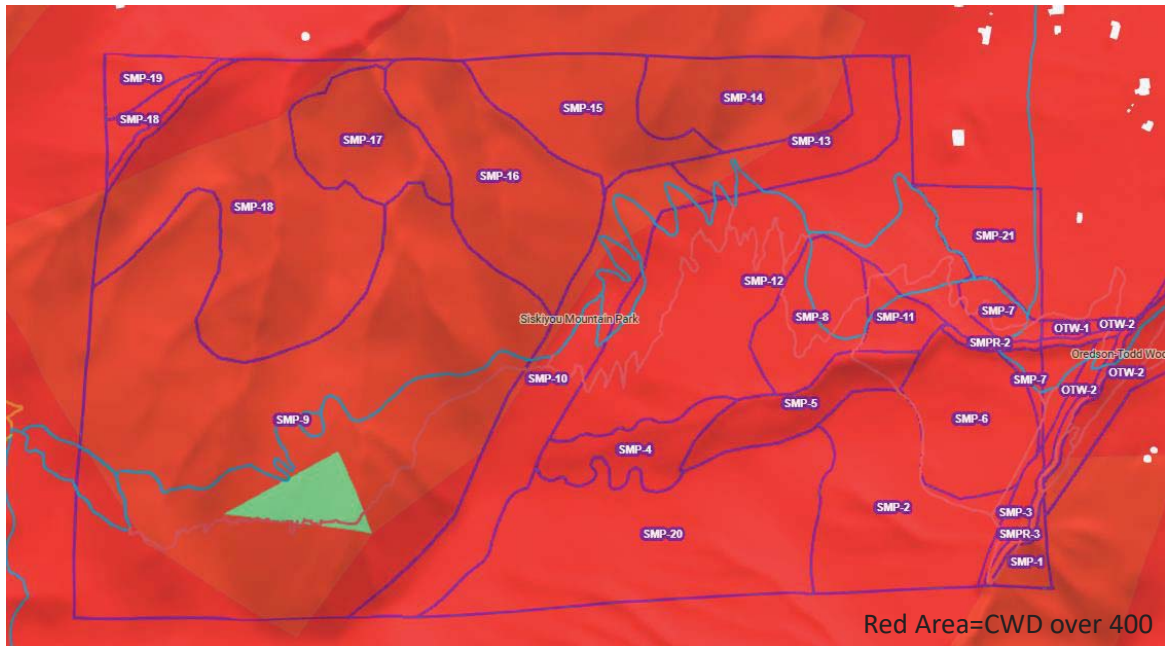 SMP-19
SMP-18
SMP-17
SMP-15
SMP-14
SMP-13
SMP-16
SMP-18
SMP-21
SMP-12
SMP-8
SMP-11
SMP-7
OTW-1
OTW-2
Siskiyou Mountain Park
SMPR-2
Oredson-Todd Woo
SMP-10
SMP-7
OTW-2
OTW-2
SMP-5
SMP-9
SMP-6
SMP-4
SMP-2
SMP-3
SMP-20
SMPR-3
SMP-1
Red Area=CWD over 400